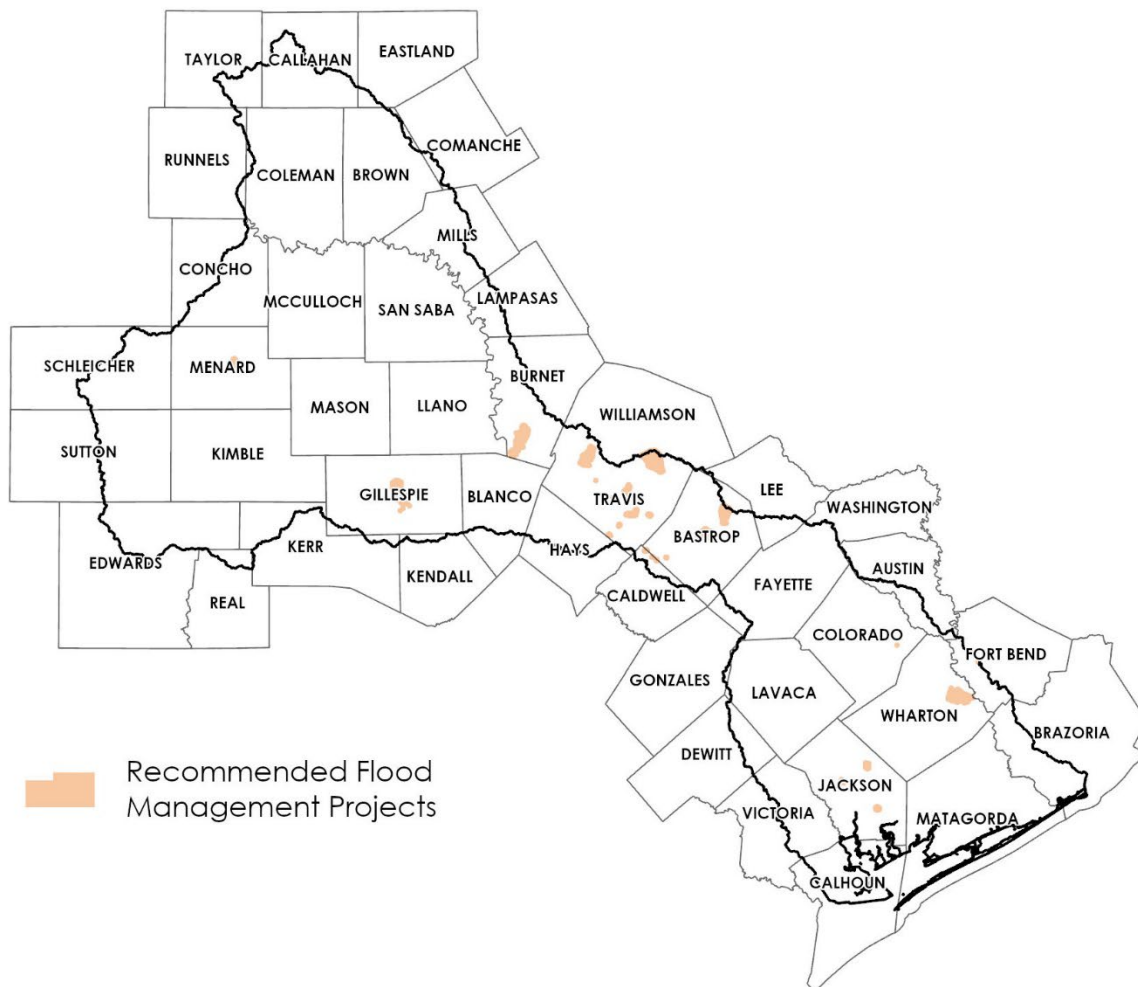 TAYLOR
CALLAHAN
EASTLAND
COMANCHE
RUNNELS
COLEMAN
BROWN
MILLS
CONCHO
MCCULLOCH
SAN SABA
LAMPASAS
SCHLEICHER
MENARD
BURNET
MASON
LLANO
WILLIAMSON
SUTTON
KIMBLE
GILLESPIE
BLANCO
TRAVIS
LEE
WASHINGTON
BASTROP
EDWARDS
KERR
HAYS
KENDALL
AUSTIN
REAL
CALDWELL
FAYETTE
COLORADO
FORT BEND
GONZALES
LAVACA
WHARTON
BRAZORIA
DEWITT
JACKSON
VICTORIA
MATAGORDA
CALHOUN
Recommended Flood
Management Projects